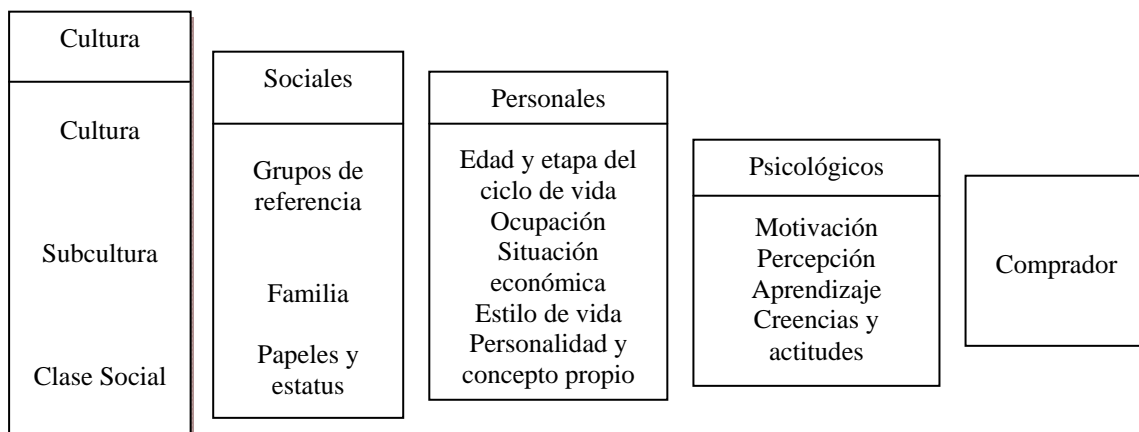 Cultura
Cultura
Subcultura
Clase Social
Sociales
Grupos de
referencia
Familia
Papeles y
estatus
Personales
Edad y etapa del
ciclo de vida
Ocupación
Situación
económica
Estilo de vida
Personalidad y
concepto propio
Psicológicos
Motivación
Percepción
Aprendizaje
Creencias y
actitudes
Comprador